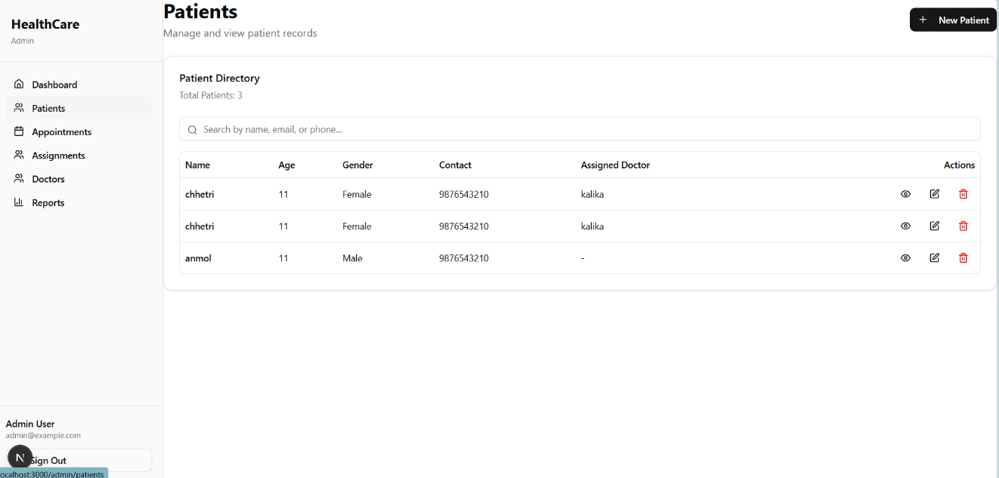 HealthCare
Admin
Dashboard
Patients
Appointments
Assignments
Doctors
Reports
Admin User
admin@example.com
N
Sign Out
ocalhost:3000/admin/patients
Patients
Manage and view patient records
+ New Patient
Patient Directory
Total Patients: 3
Search by name, email, or phone...
Name Age Gender Contact Assigned Doctor Actions
chhetri 11 Female 9876543210 kalika
chhetri 11 Female 9876543210 kalika
anmol 11 Male 9876543210 -